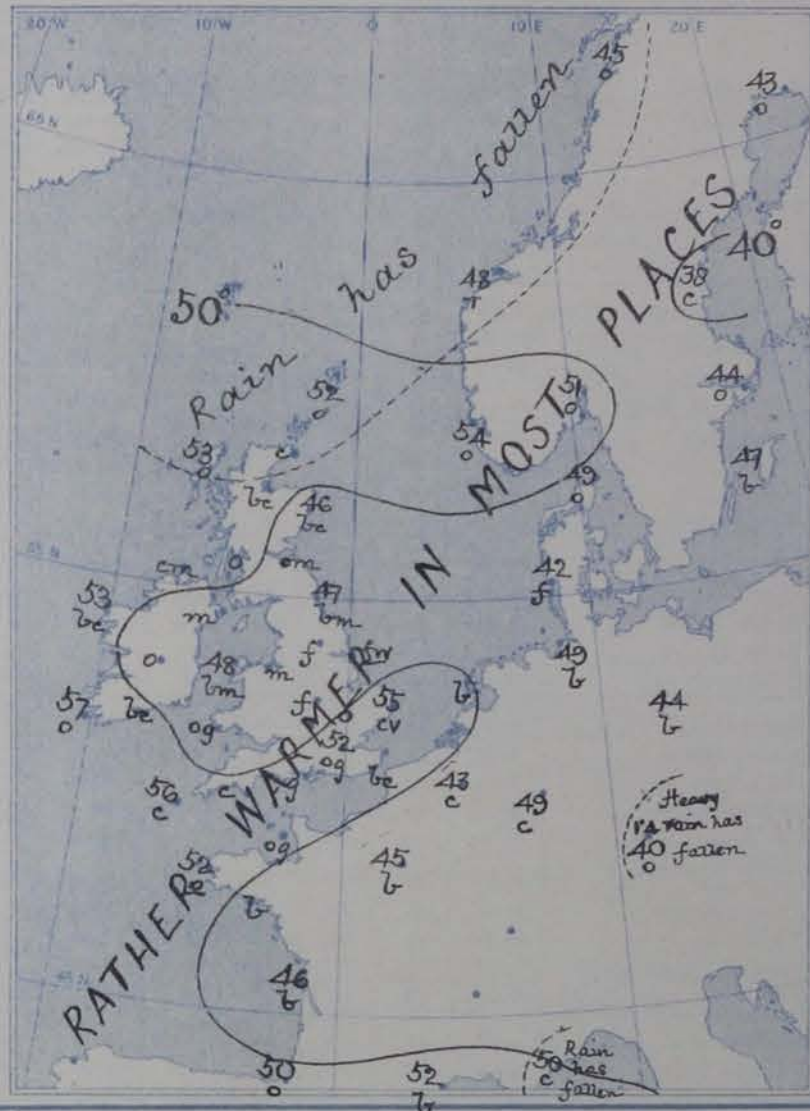 20 W 10 W 0 10 E 20 E
45
43
65 N
fallen
has
Rain
PLACES
40°
38
c
48
r
50°
52
o
51
o
44
o
53
o
c
54
o
MOST
49
o
47
b
bc
46
bc
o
om
cm
IN
42
f
53
bc
m
47
bm
o
48
bm
m
f
fw
49
b
57
o
bc
og
f
55
cv
b
44
b
52
og
bc
56
c
c
43
c
49
c
WARMER
og
Heavy
rain has
fallen
40
o
52
45
b
RATHER
b
46
b
50
o
52
b
50
c
Rain
has
fallen